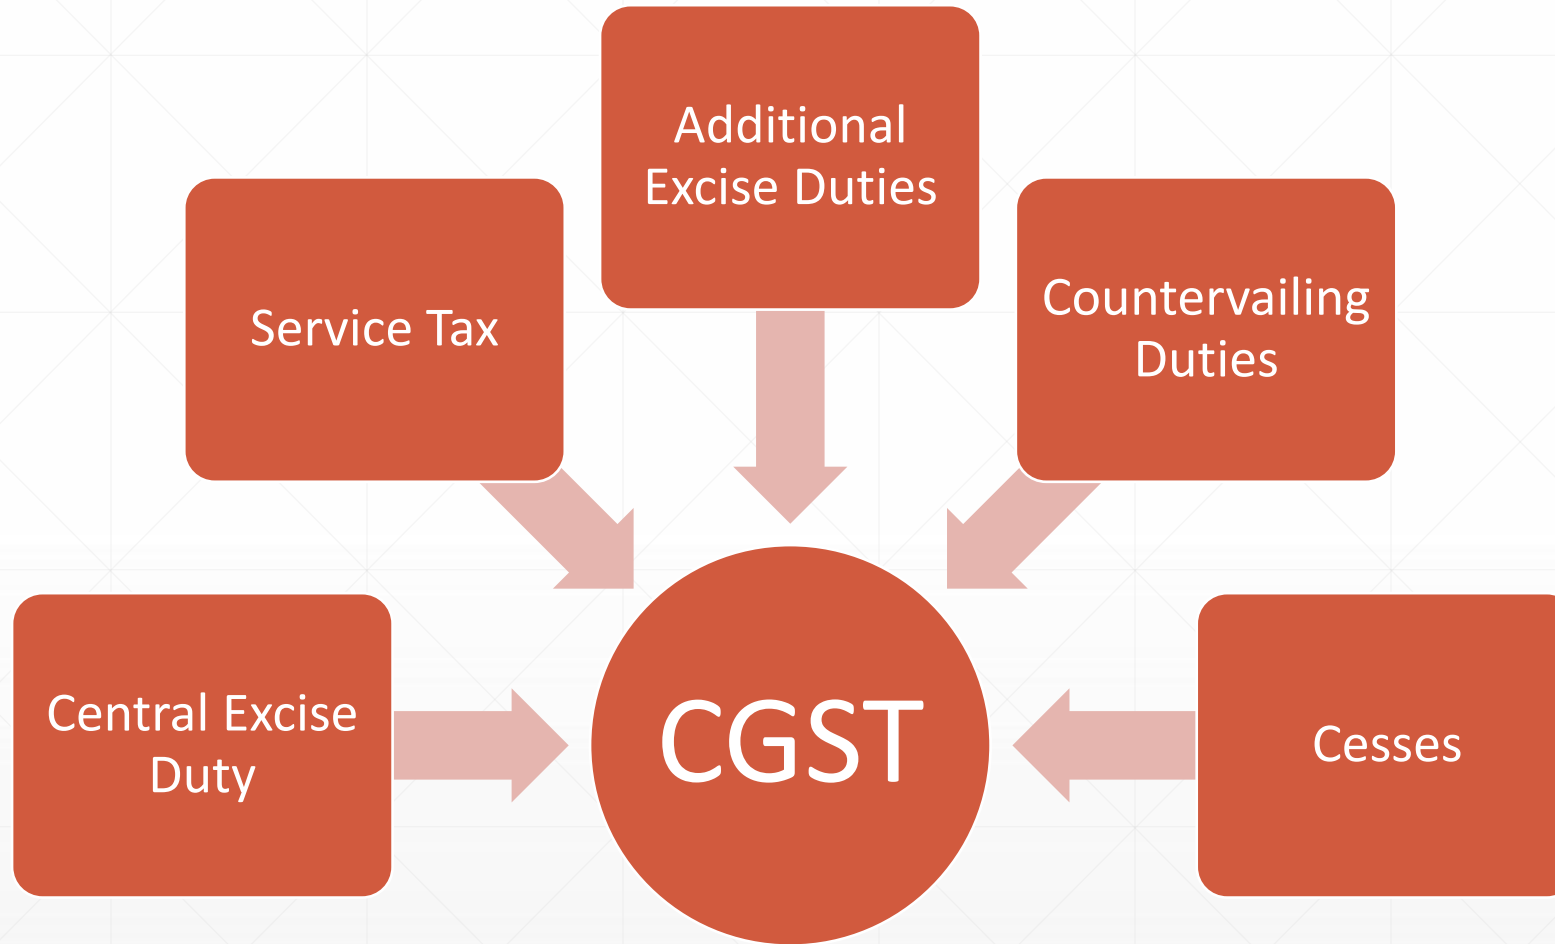 Additional
Excise Duties
Service Tax
Countervailing
Duties
Central Excise
Duty
CGST
Cesses